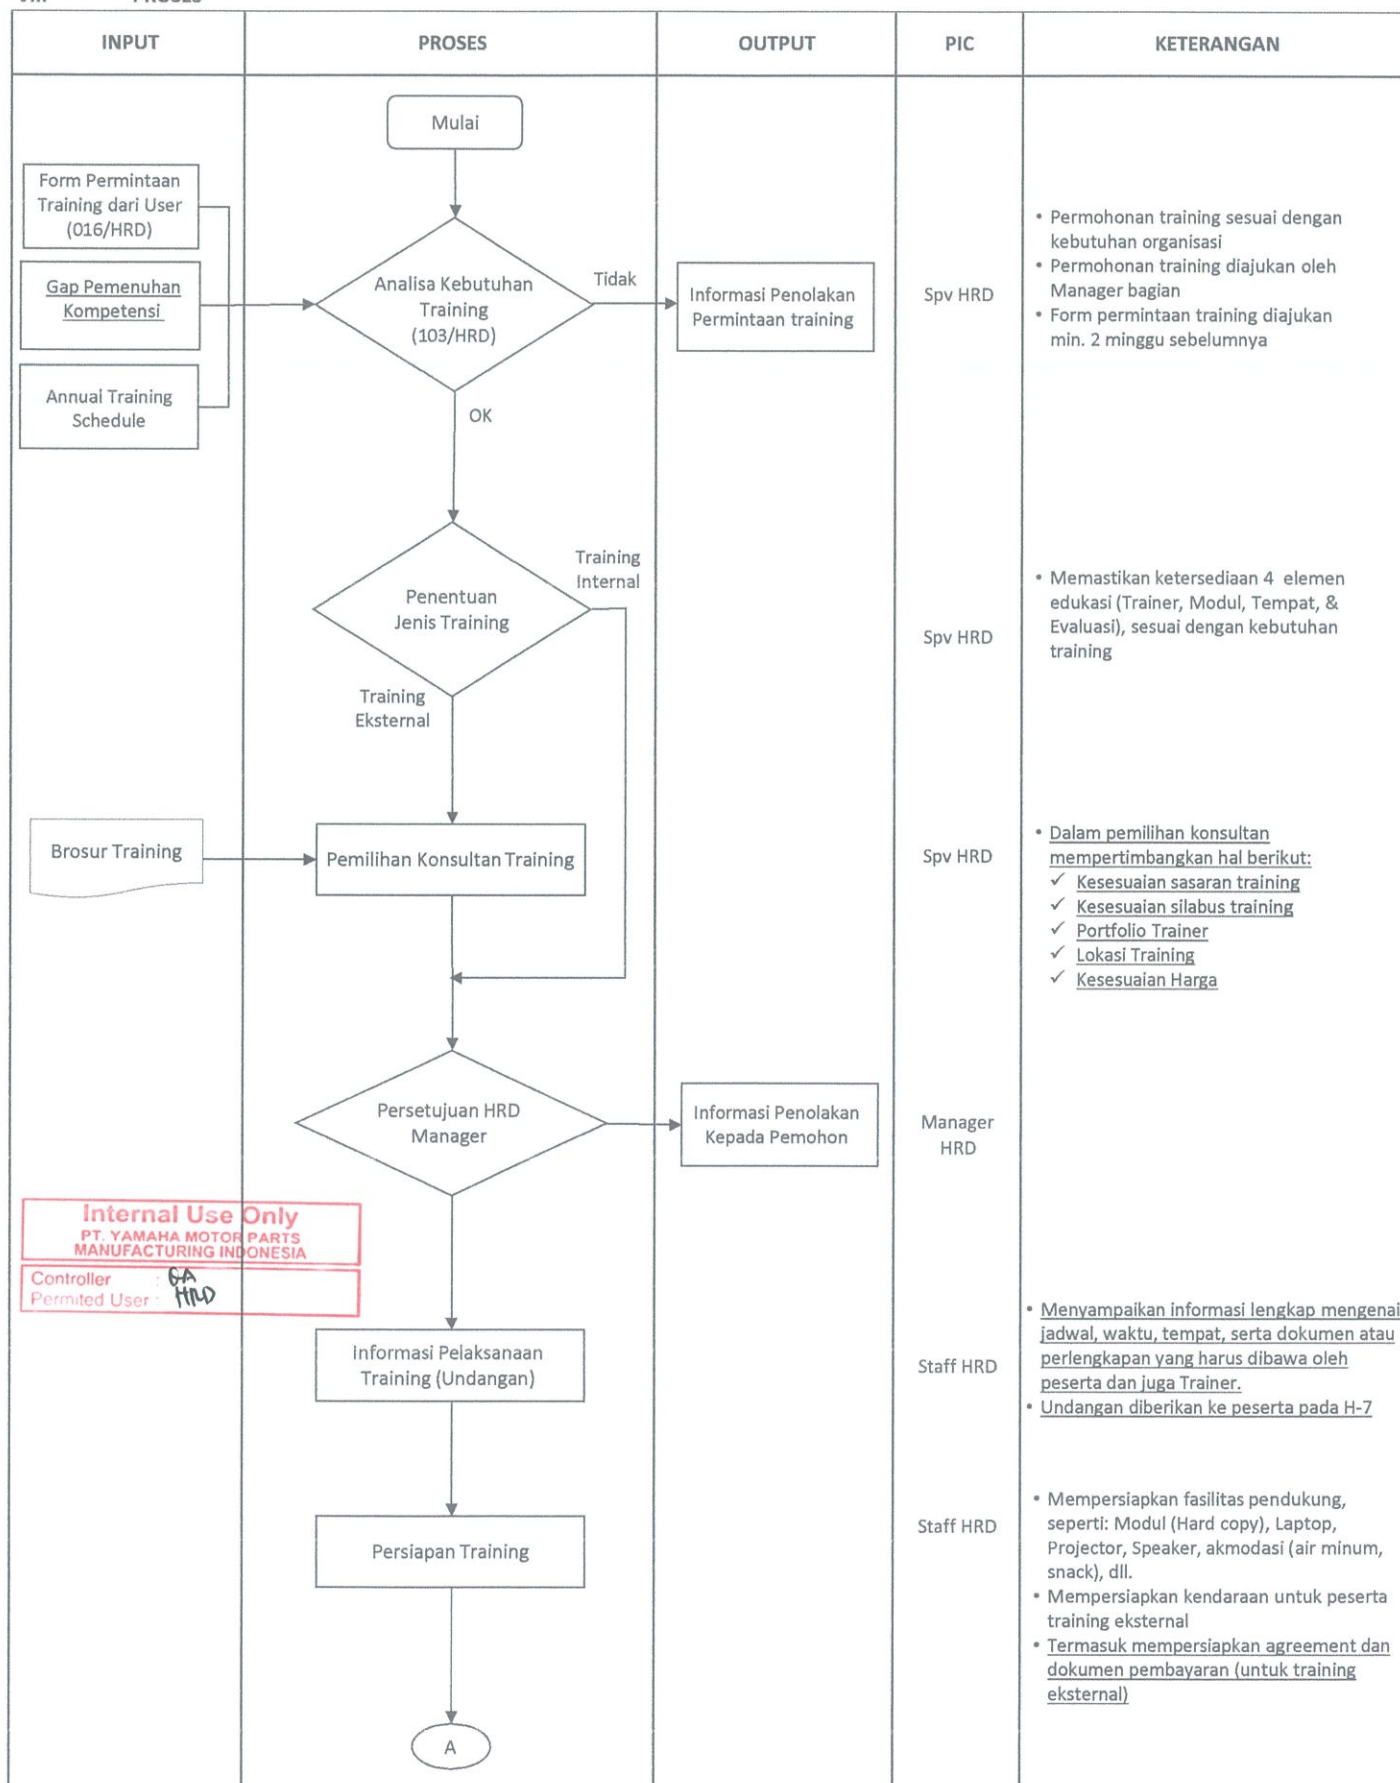 PROSES
INPUT
PROSES
OUTPUT
PIC
KETERANGAN
Mulai
Form Permintaan
Training dari User
(016/HRD)
Gap Pemenuhan
Kompetensi
Annual Training
Schedule
Analisa Kebutuhan
Training
(103/HRD)
Tidak
OK
Informasi Penolakan
Permintaan training
Spv HRD
• Permohonan training sesuai dengan
kebutuhan organisasi
• Permohonan training diajukan oleh
Manager bagian
• Form permintaan training diajukan
min. 2 minggu sebelumnya
Penentuan
Jenis Training
Training
Internal
Training
Eksternal
Spv HRD
• Memastikan ketersediaan 4 elemen
edukasi (Trainer, Modul, Tempat, &
Evaluasi), sesuai dengan kebutuhan
training
Brosur Training
Pemilihan Konsultan Training
Spv HRD
• Dalam pemilihan konsultan
mempertimbangkan hal berikut:
✓ Kesesuaian sasaran training
✓ Kesesuaian silabus training
✓ Portfolio Trainer
✓ Lokasi Training
✓ Kesesuaian Harga
Persetujuan HRD
Manager
Informasi Penolakan
Kepada Pemohon
Manager
HRD
Internal Use Only
PT. YAMAHA MOTOR PARTS
MANUFACTURING INDONESIA
Controller :
Permited User : HRD
Informasi Pelaksanaan
Training (Undangan)
Staff HRD
• Menyampaikan informasi lengkap mengenai
jadwal, waktu, tempat, serta dokumen atau
perlengkapan yang harus dibawa oleh
peserta dan juga Trainer.
• Undangan diberikan ke peserta pada H-7
Persiapan Training
Staff HRD
• Mempersiapkan fasilitas pendukung,
seperti: Modul (Hard copy), Laptop,
Projector, Speaker, akmodasi (air minum,
snack), dll.
• Mempersiapkan kendaraan untuk peserta
training eksternal
• Termasuk mempersiapkan agreement dan
dokumen pembayaran (untuk training
eksternal)
A